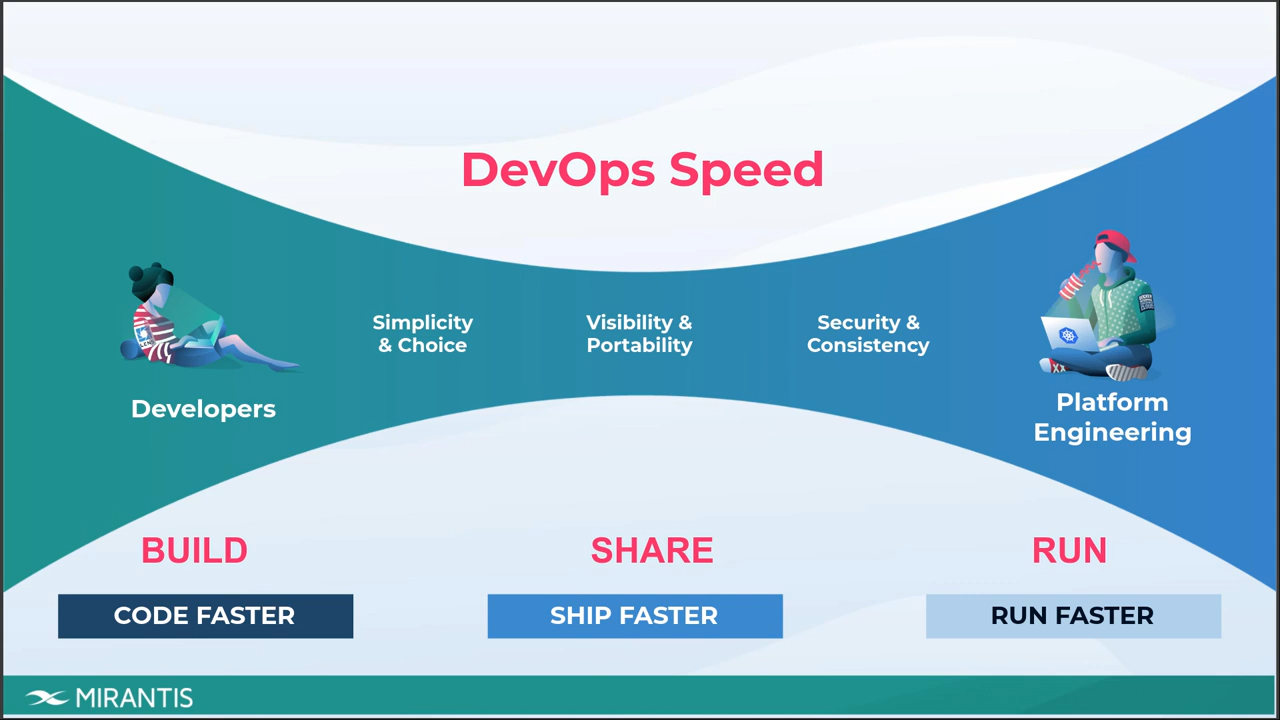 DevOps Speed
Simplicity
& Choice
Visibility &
Portability
Security &
Consistency
Developers
Platform
Engineering
BUILD
SHARE
RUN
CODE FASTER
SHIP FASTER
RUN FASTER
MIRANTIS